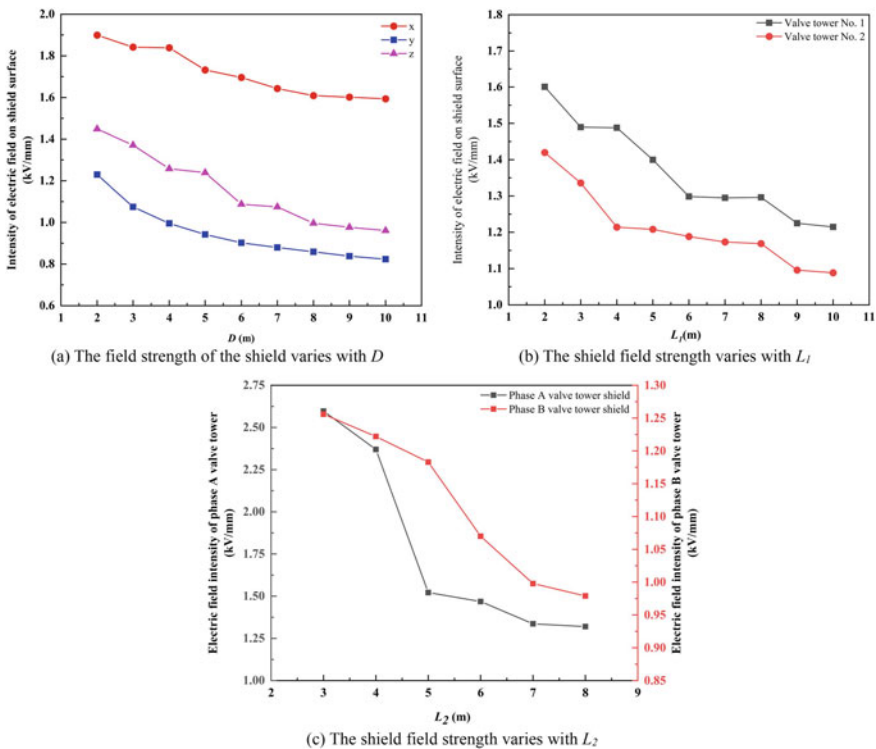 2.0
1.8
1.6
1.4
1.2
1.0
0.8
0.6
Intensity of electric field on shield surface
(kV/mm)
x
y
z
1 2 3 4 5 6 7 8 9 10 11
D (m)
(a) The field strength of the shield varies with D
1.8
1.7
1.6
1.5
1.4
1.3
1.2
1.1
1.0
Intensity of electric field on shield surface
(kV/mm)
Valve tower No. 1
Valve tower No. 2
1 2 3 4 5 6 7 8 9 10 11
L1(m)
(b) The shield field strength varies with L1
2.75
2.50
2.25
2.00
1.75
1.50
1.25
1.00
Electric field intensity of phase A valve tower
(kV/mm)
Phase A valve tower shield
Phase B valve tower shield
1.30
1.25
1.20
1.15
1.10
1.05
1.00
0.95
0.90
0.85
Electric field intensity of phase B valve tower
(kV/mm)
2 3 4 5 6 7 8 9
L2 (m)
(c) The shield field strength varies with L2